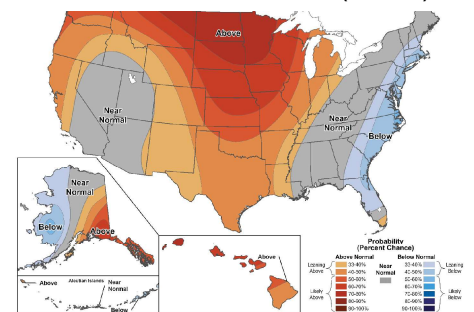 Above
Near
Normal
Near
Normal
Below
Near
Normal
Below
Above
Above
Aleutian Islands
Near
Normal
Below
Above
Probability
(Percent Chance)
Above Normal
Below Normal
Leaning
Above
33-40%
40-50%
50-60%
60-70%
70-80%
80-90%
90-100%
Likely
Above
Near
Normal
33-40%
40-50%
50-60%
60-70%
70-80%
80-90%
90-100%
Leaning
Below
Likely
Below